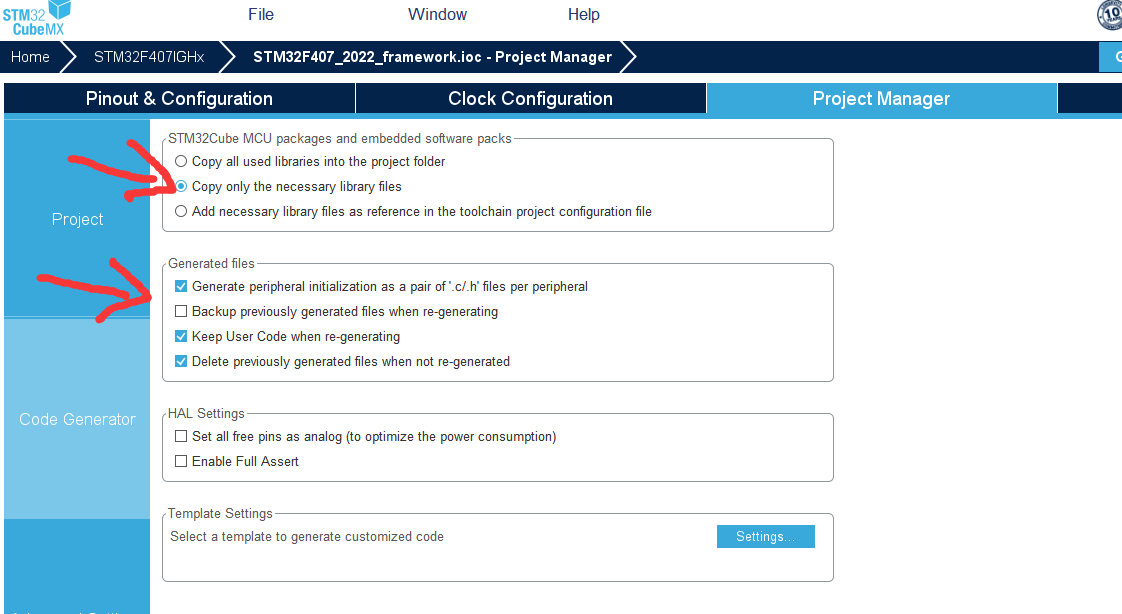 STM32
CubeMX
File
Window
Help
10
Home
STM32F407IGHx
STM32F407_2022_framework.ioc - Project Manager
G
Pinout & Configuration
Clock Configuration
Project Manager
Project
Code Generator
STM32Cube MCU packages and embedded software packs
Copy all used libraries into the project folder
Copy only the necessary library files
Add necessary library files as reference in the toolchain project configuration file
Generated files
Generate peripheral initialization as a pair of '.c/.h' files per peripheral
Backup previously generated files when re-generating
Keep User Code when re-generating
Delete previously generated files when not re-generated
HAL Settings
Set all free pins as analog (to optimize the power consumption)
Enable Full Assert
Template Settings
Select a template to generate customized code
Settings...